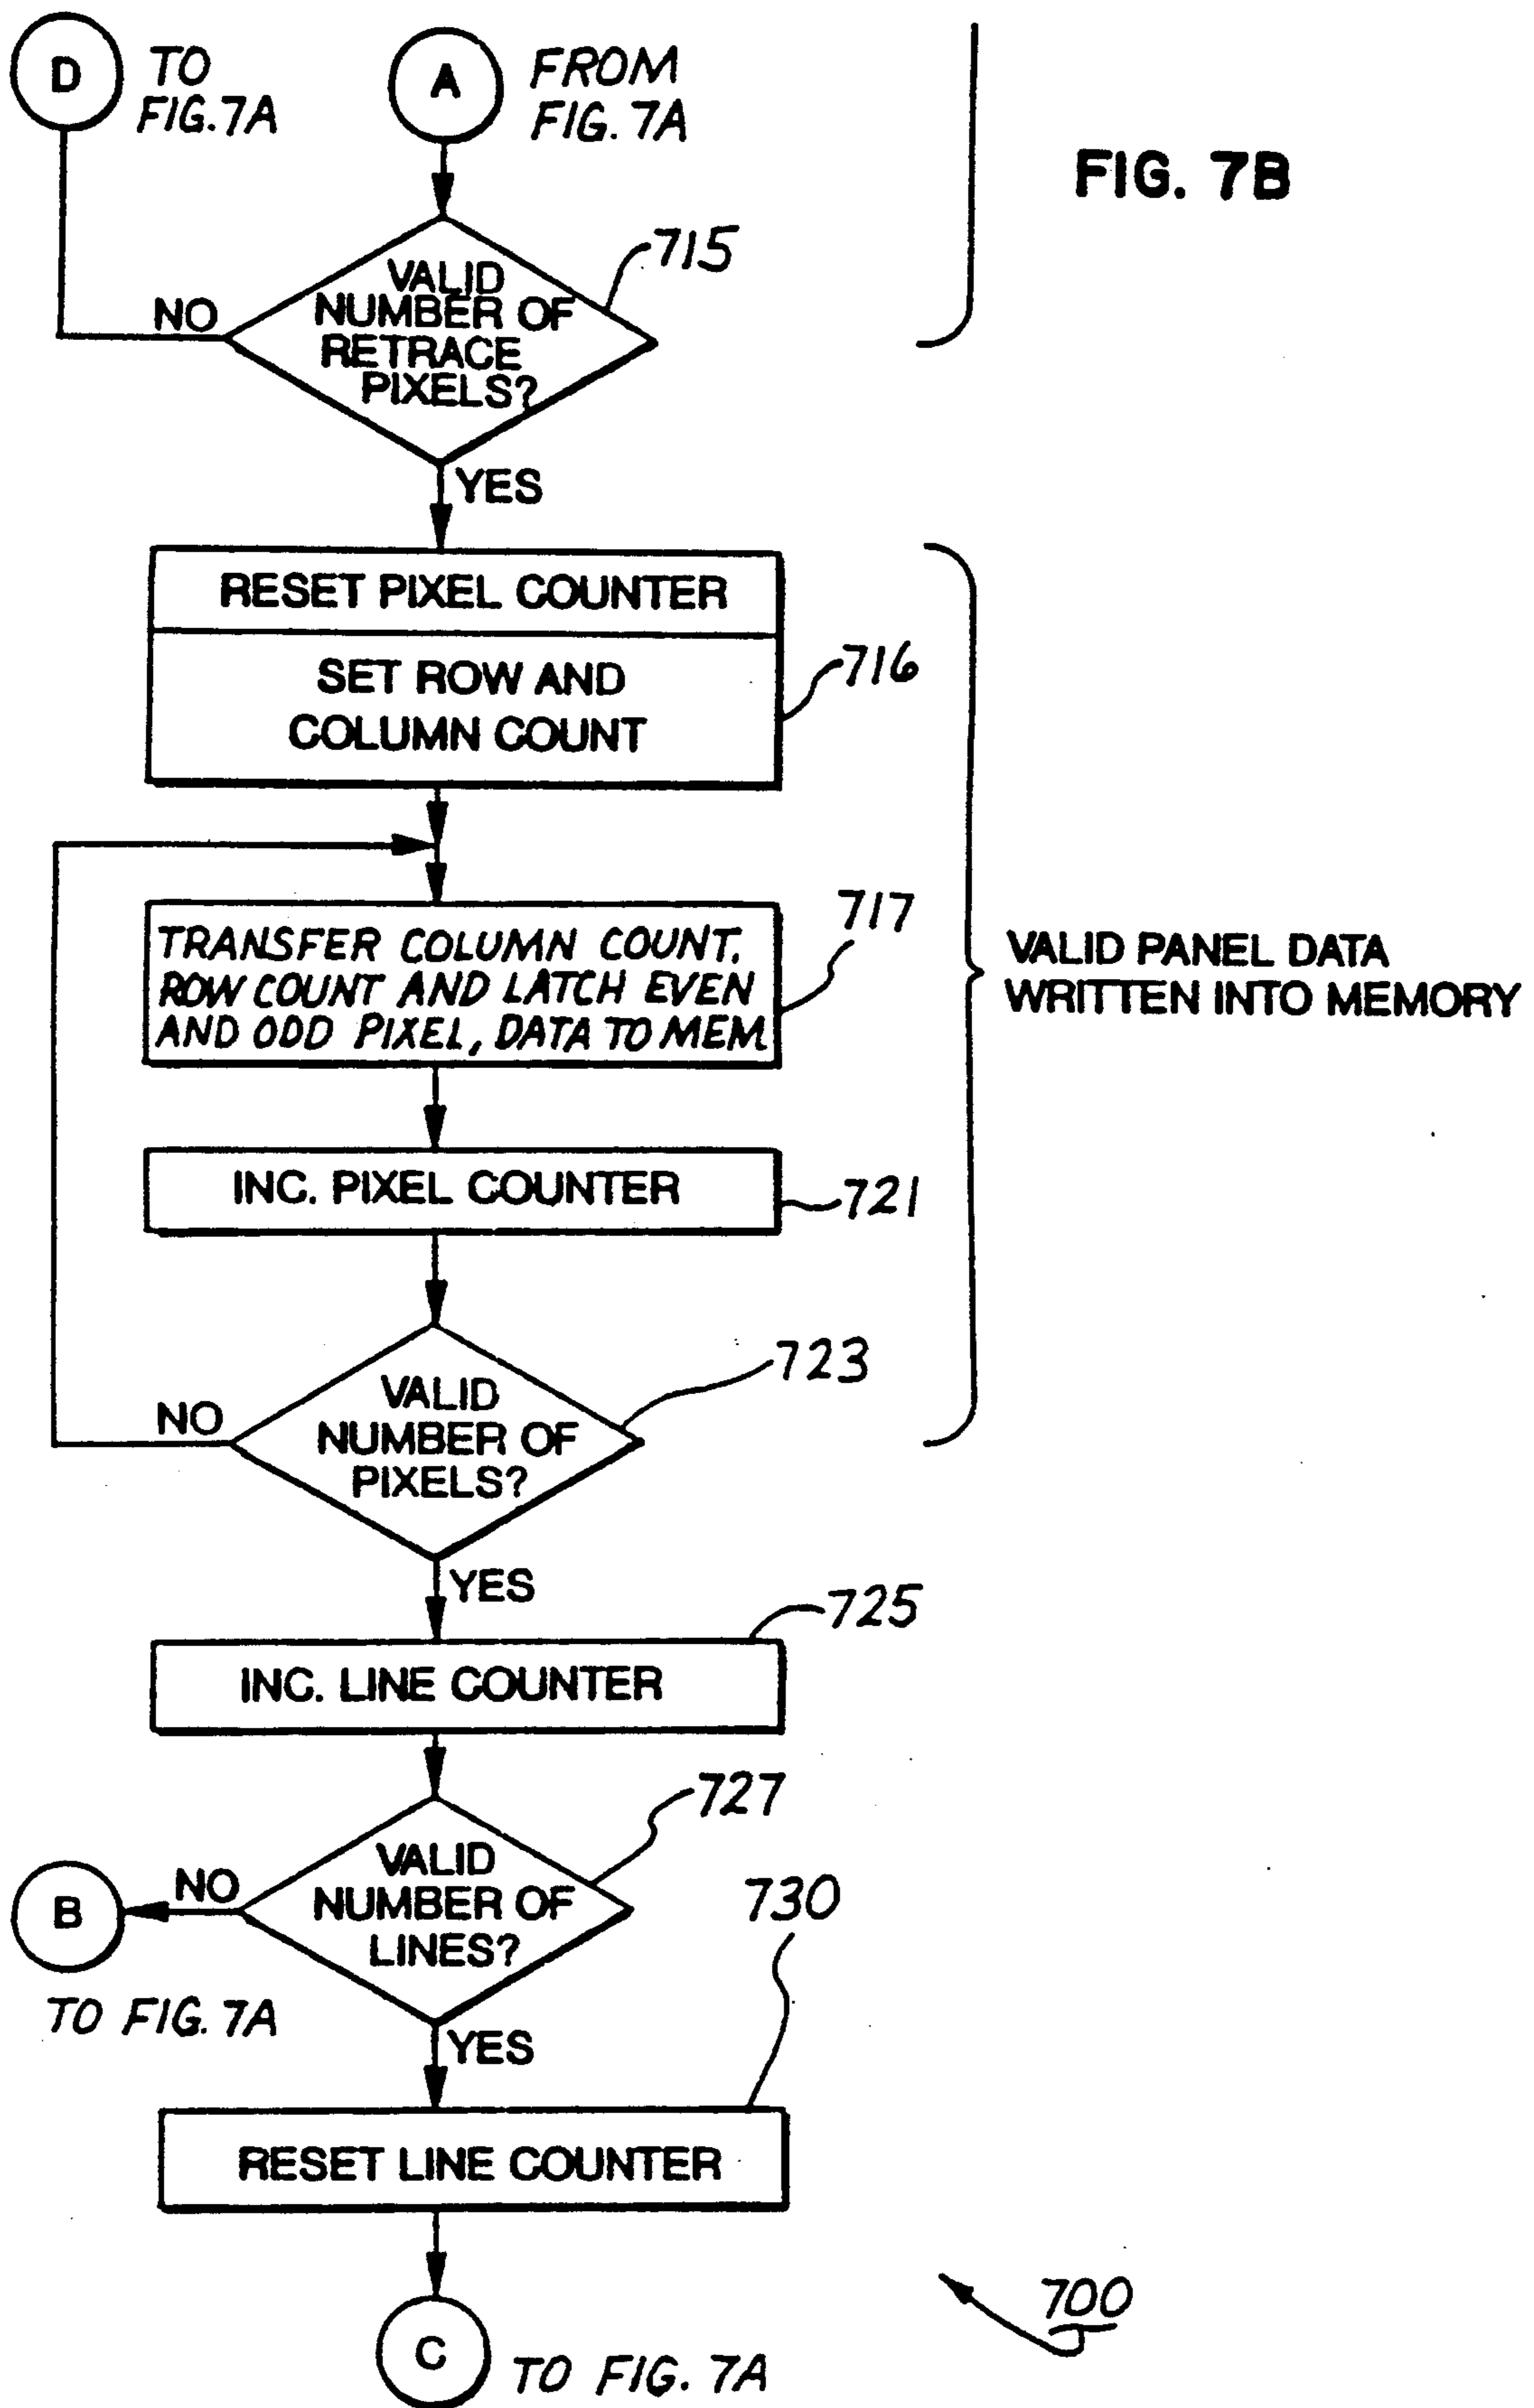 D
TO
FIG. 7A
A
FROM
FIG. 7A
FIG. 7B
715
VALID
NUMBER OF
RETRACE
PIXELS?
NO
YES
RESET PIXEL COUNTER
SET ROW AND
COLUMN COUNT
716
717
TRANSFER COLUMN COUNT,
ROW COUNT AND LATCH EVEN
AND ODD PIXEL, DATA TO MEM.
VALID PANEL DATA
WRITTEN INTO MEMORY
INC. PIXEL COUNTER
721
723
VALID
NUMBER OF
PIXELS?
NO
YES
725
INC. LINE COUNTER
727
VALID
NUMBER OF
LINES?
NO
B
TO FIG. 7A
730
YES
RESET LINE COUNTER
C
TO FIG. 7A
700